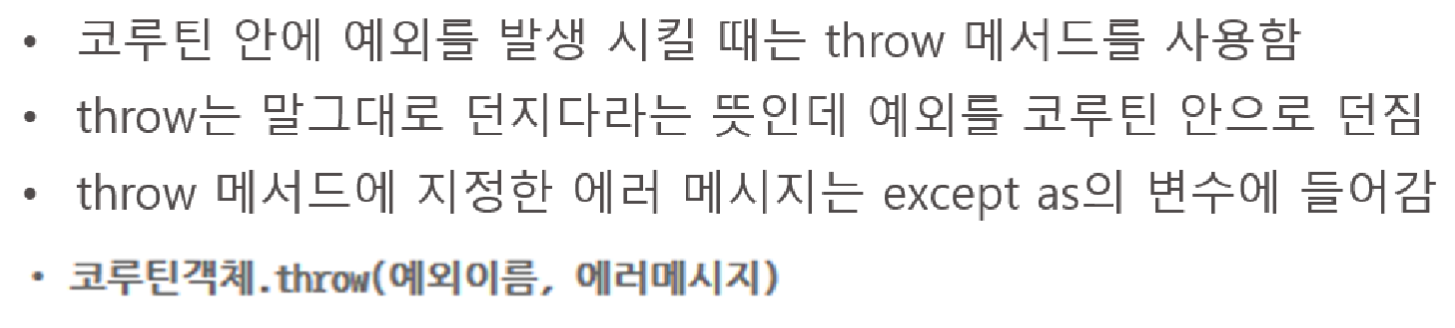 • 코루틴 안에 예외를 발생 시킬 때는 throw 메서드를 사용함
• throw는 말그대로 던지다라는 뜻인데 예외를 코루틴 안으로 던짐
• throw 메서드에 지정한 에러 메시지는 except as의 변수에 들어감
• 코루틴객체.throw(예외이름, 에러메시지)